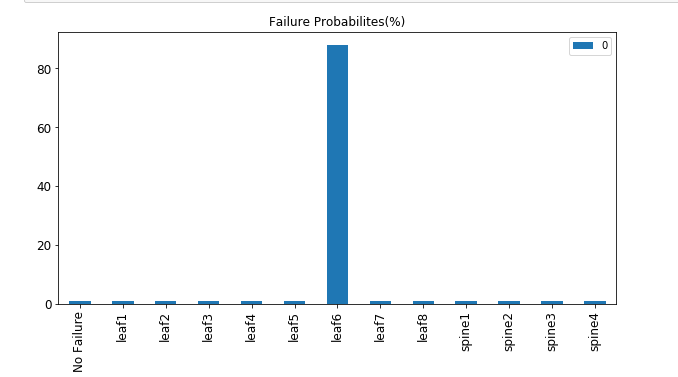 Failure Probabilites(%)
0
80
60
40
20
0
No Failure
leaf1
leaf2
leaf3
leaf4
leaf5
leaf6
leaf7
leaf8
spine1
spine2
spine3
spine4